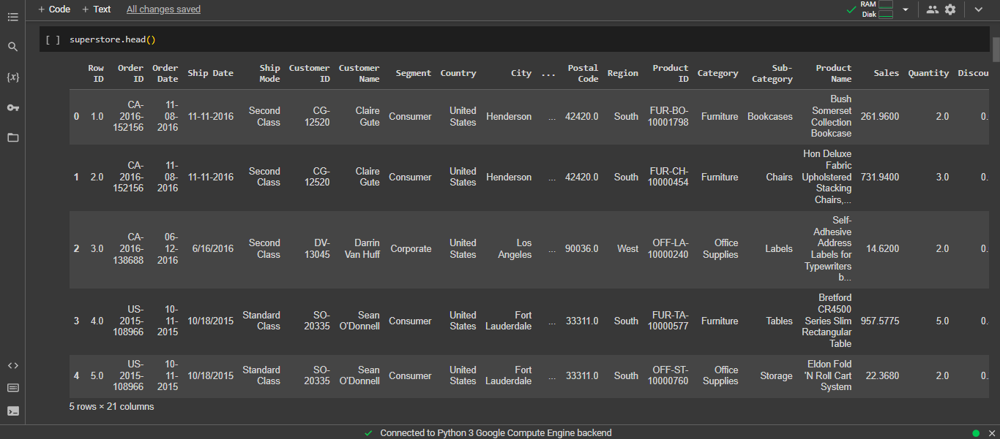 + Code + Text All changes saved
RAM
Disk
[ ] superstore.head()
Row ID Order ID Order Date Ship Date Ship Mode Customer ID Customer Name Segment Country City ... Postal Code Region Product ID Category Sub-Category Product Name Sales Quantity Discou
0 1.0 CA-2016-152156 11-08-2016 11-11-2016 Second Class CG-12520 Claire Gute Consumer United States Henderson ... 42420.0 South FUR-BO-10001798 Furniture Bookcases Bush Somerset Collection Bookcase 261.9600 2.0 0.
1 2.0 CA-2016-152156 11-08-2016 11-11-2016 Second Class CG-12520 Claire Gute Consumer United States Henderson ... 42420.0 South FUR-CH-10000454 Furniture Chairs Hon Deluxe Fabric Upholstered Stacking Chairs,... 731.9400 3.0 0.
2 3.0 CA-2016-138688 06-12-2016 6/16/2016 Second Class DV-13045 Darrin Van Huff Corporate United States Los Angeles ... 90036.0 West OFF-LA-10000240 Office Supplies Labels Self-Adhesive Address Labels for Typewriters b... 14.6200 2.0 0.
3 4.0 US-2015-108966 10-11-2015 10/18/2015 Standard Class SO-20335 Sean O'Donnell Consumer United States Fort Lauderdale ... 33311.0 South FUR-TA-10000577 Furniture Tables Bretford CR4500 Series Slim Rectangular Table 957.5775 5.0 0.
4 5.0 US-2015-108966 10-11-2015 10/18/2015 Standard Class SO-20335 Sean O'Donnell Consumer United States Fort Lauderdale ... 33311.0 South OFF-ST-10000760 Office Supplies Storage Eldon Fold 'N Roll Cart System 22.3680 2.0 0.
5 rows × 21 columns
Connected to Python 3 Google Compute Engine backend